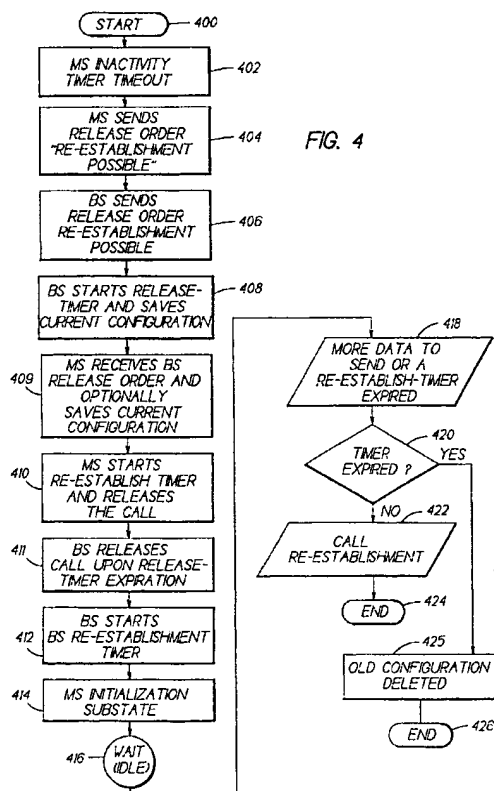 START
400
MS INACTIVITY
TIMER TIMEOUT
402
MS SENDS
RELEASE ORDER
"RE-ESTABLISHMENT
POSSIBLE"
404
BS SENDS
RELEASE ORDER
RE-ESTABLISHMENT
POSSIBLE
406
BS STARTS RELEASE-
TIMER AND SAVES
CURRENT CONFIGURATION
408
409
MS RECEIVES BS
RELEASE ORDER AND
OPTIONALLY
SAVES CURRENT
CONFIGURATION
410
MS STARTS
RE-ESTABLISH TIMER
AND RELEASES
THE CALL
411
BS RELEASES
CALL UPON RELEASE-
TIMER EXPIRATION
412
BS STARTS
BS RE-ESTABLISHMENT
TIMER
414
MS INITIALIZATION
SUBSTATE
416
WAIT
(IDLE)
FIG. 4
418
MORE DATA TO
SEND OR A
RE-ESTABLISH-TIMER
EXPIRED
420
TIMER
EXPIRED ?
YES
NO
422
CALL
RE-ESTABLISHMENT
END
424
425
OLD CONFIGURATION
DELETED
END
426